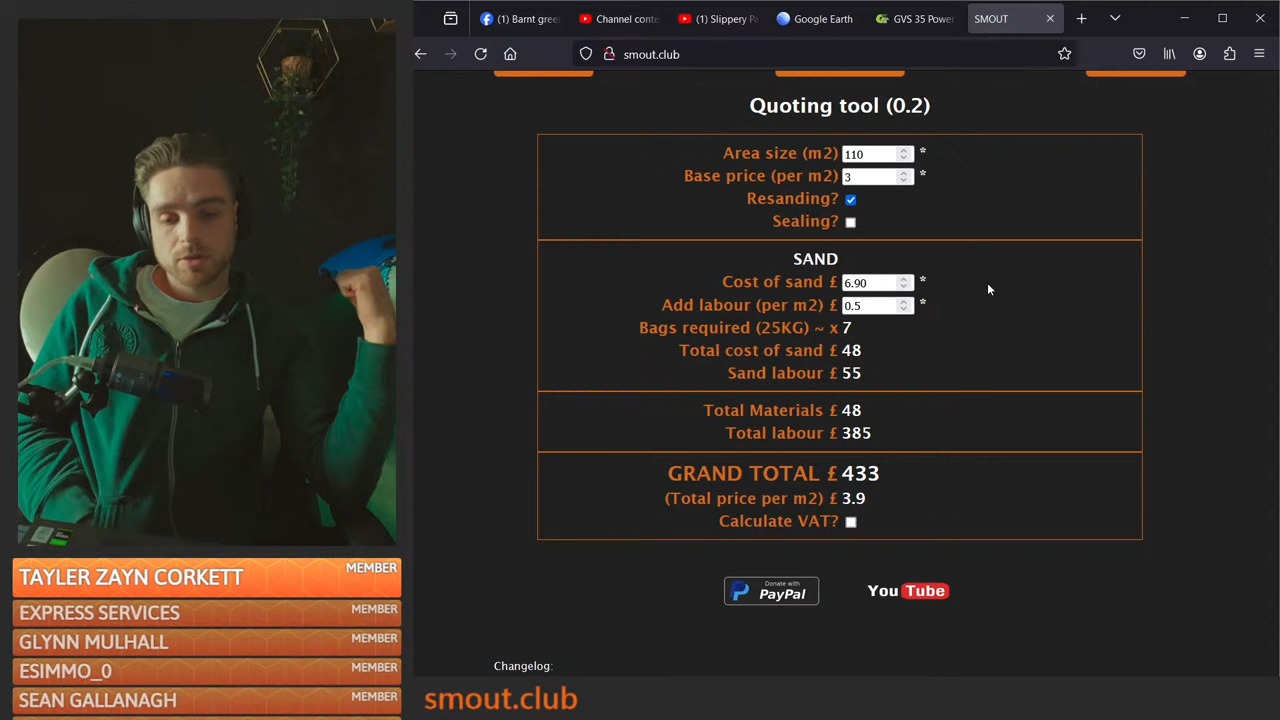 (1) Barnt gree
Channel conte
(1) Slippery Pa
Google Earth
GVS 35 Power
SMOUT
smout.club
Quoting tool (0.2)
Area size (m2) 110 *
Base price (per m2) 3 *
Resanding?
Sealing?
SAND
Cost of sand £ 6.90 *
Add labour (per m2) £ 0.5 *
Bags required (25KG) ~ x 7
Total cost of sand £ 48
Sand labour £ 55
Total Materials £ 48
Total labour £ 385
GRAND TOTAL £ 433
(Total price per m2) £ 3.9
Calculate VAT?
Donate with
PayPal
YouTube
Changelog:
TAYLER ZAYN CORKETT MEMBER
EXPRESS SERVICES MEMBER
GLYNN MULHALL MEMBER
ESIMMO_0 MEMBER
SEAN GALLANAGH MEMBER
smout.club